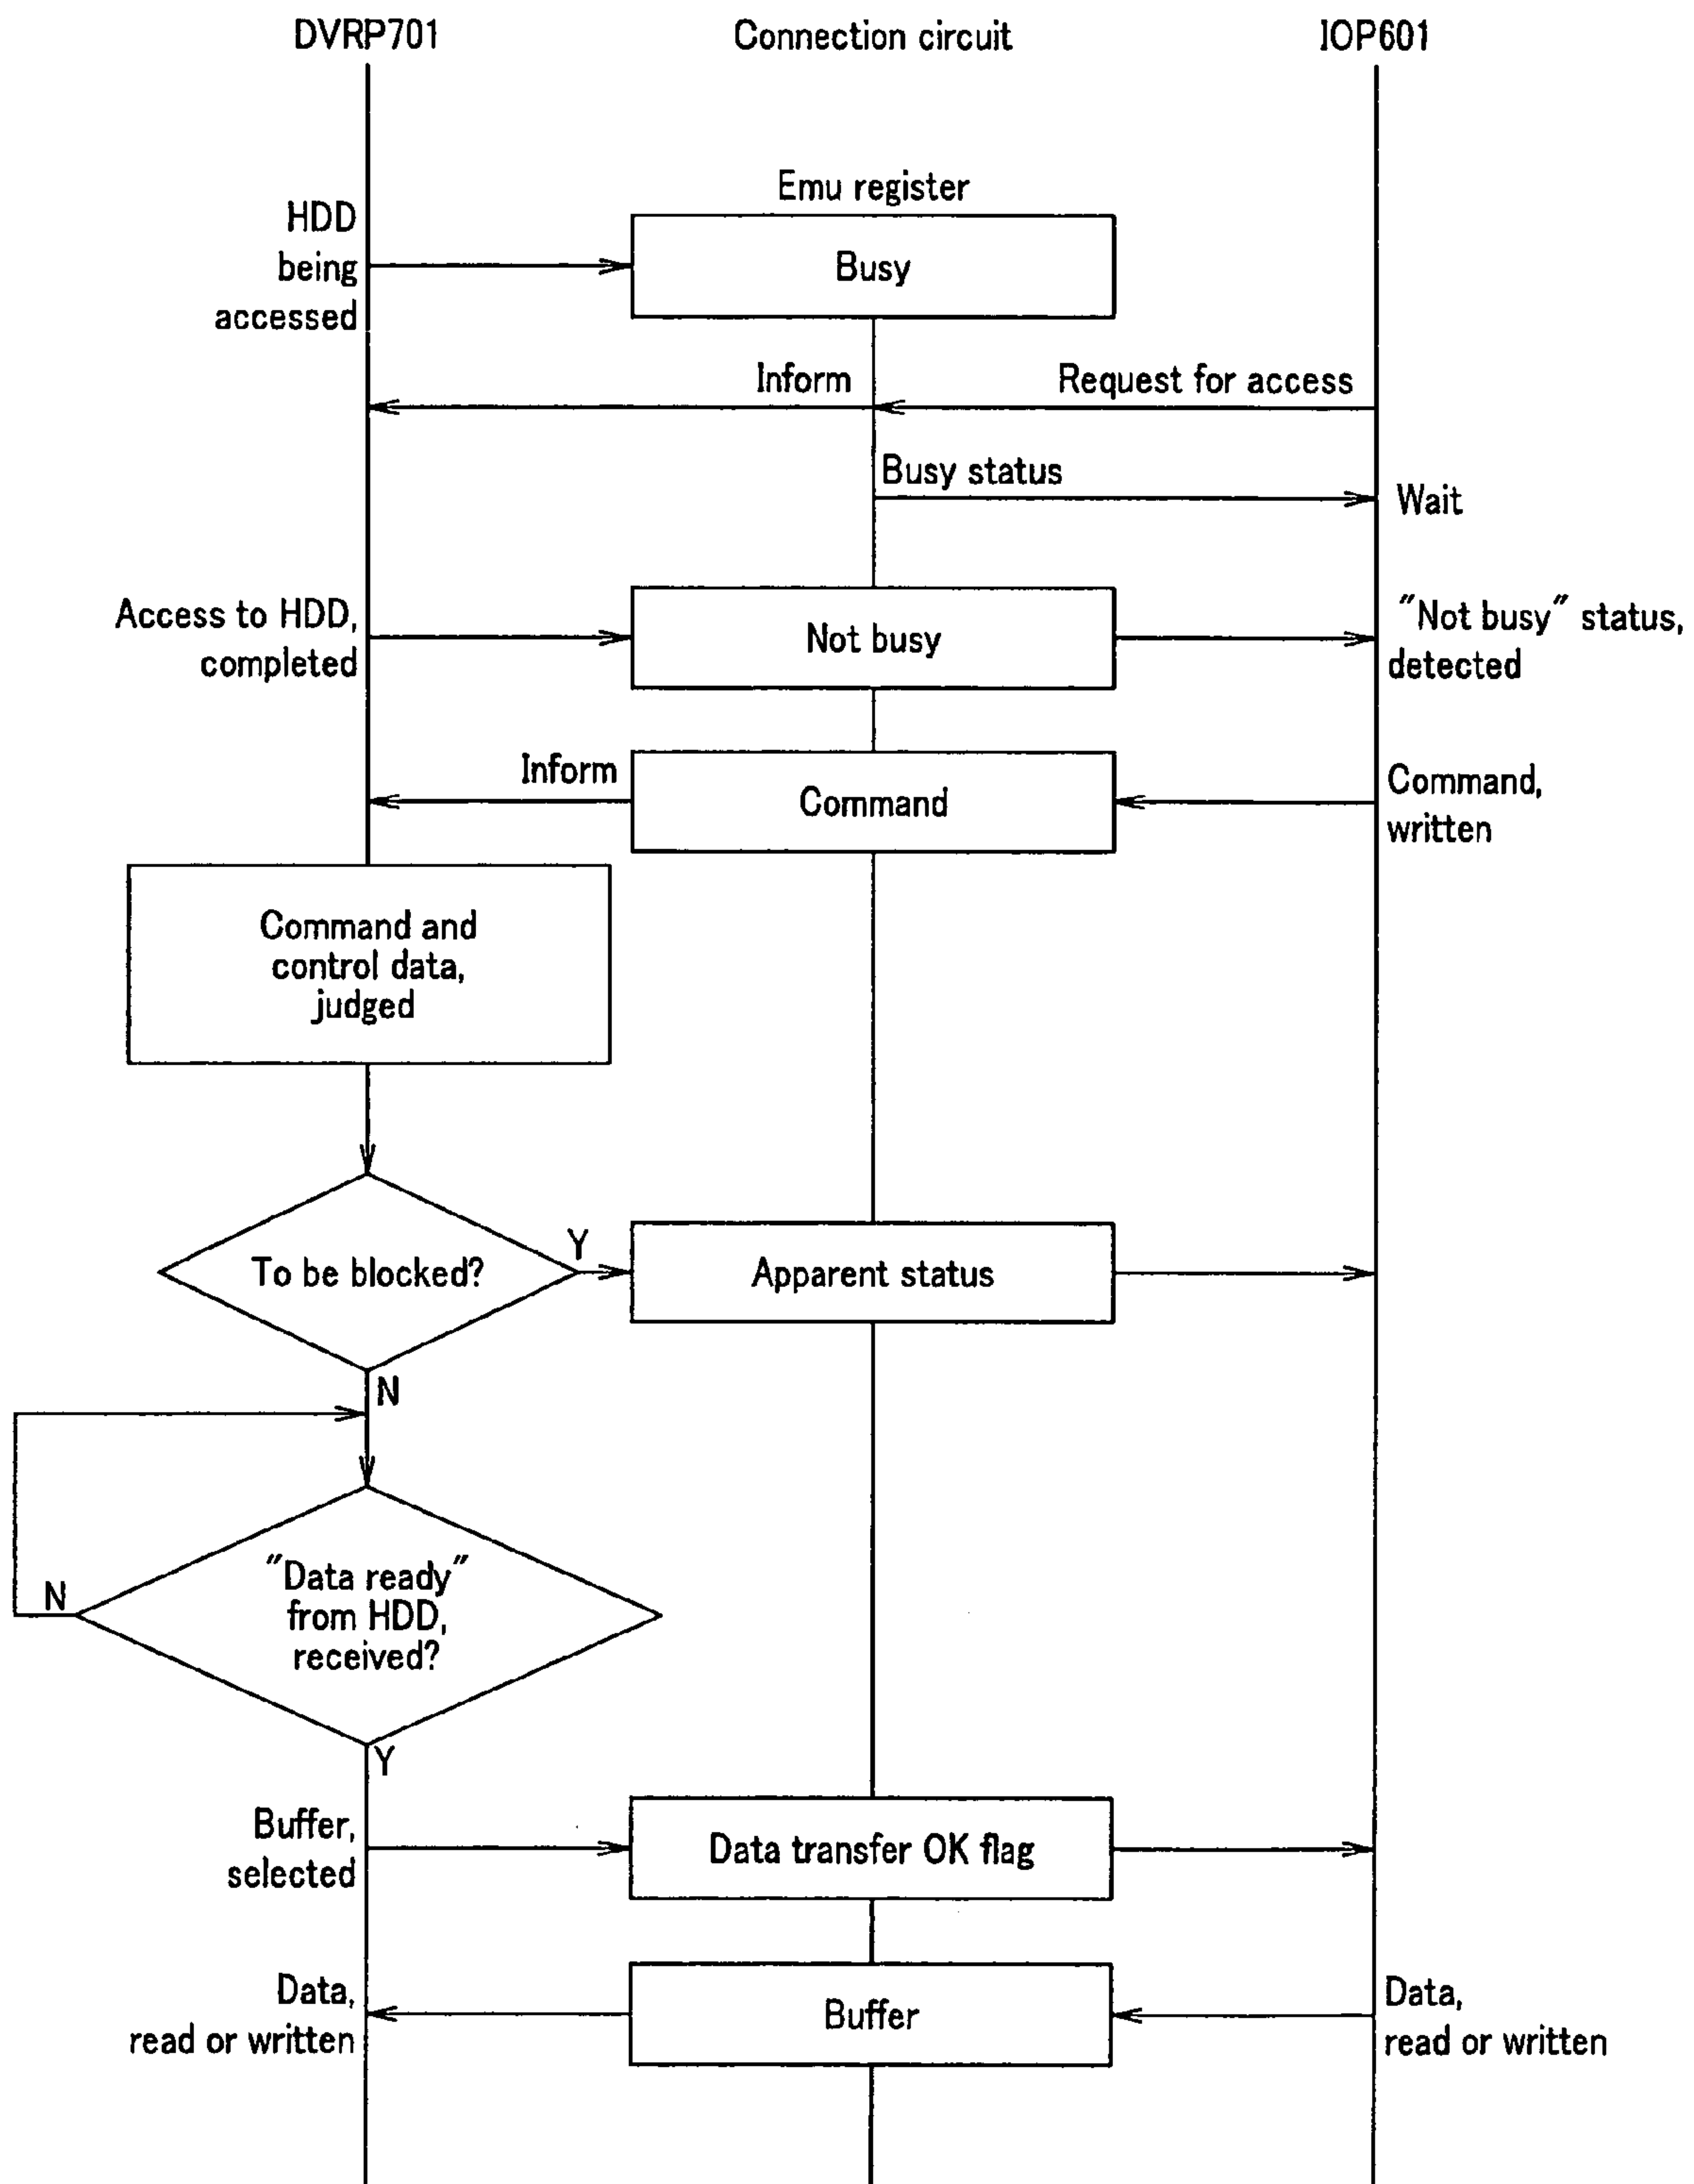 DVRP701
Connection circuit
IOP601
Emu register
HDD
being
accessed
Busy
Inform
Request for access
Busy status
Wait
Access to HDD,
completed
Not busy
"Not busy" status,
detected
Inform
Command
Command,
written
Command and
control data,
judged
To be blocked?
Y
Apparent status
N
"Data ready"
from HDD,
received?
N
Y
Buffer,
selected
Data transfer OK flag
Data,
read or written
Buffer
Data,
read or written